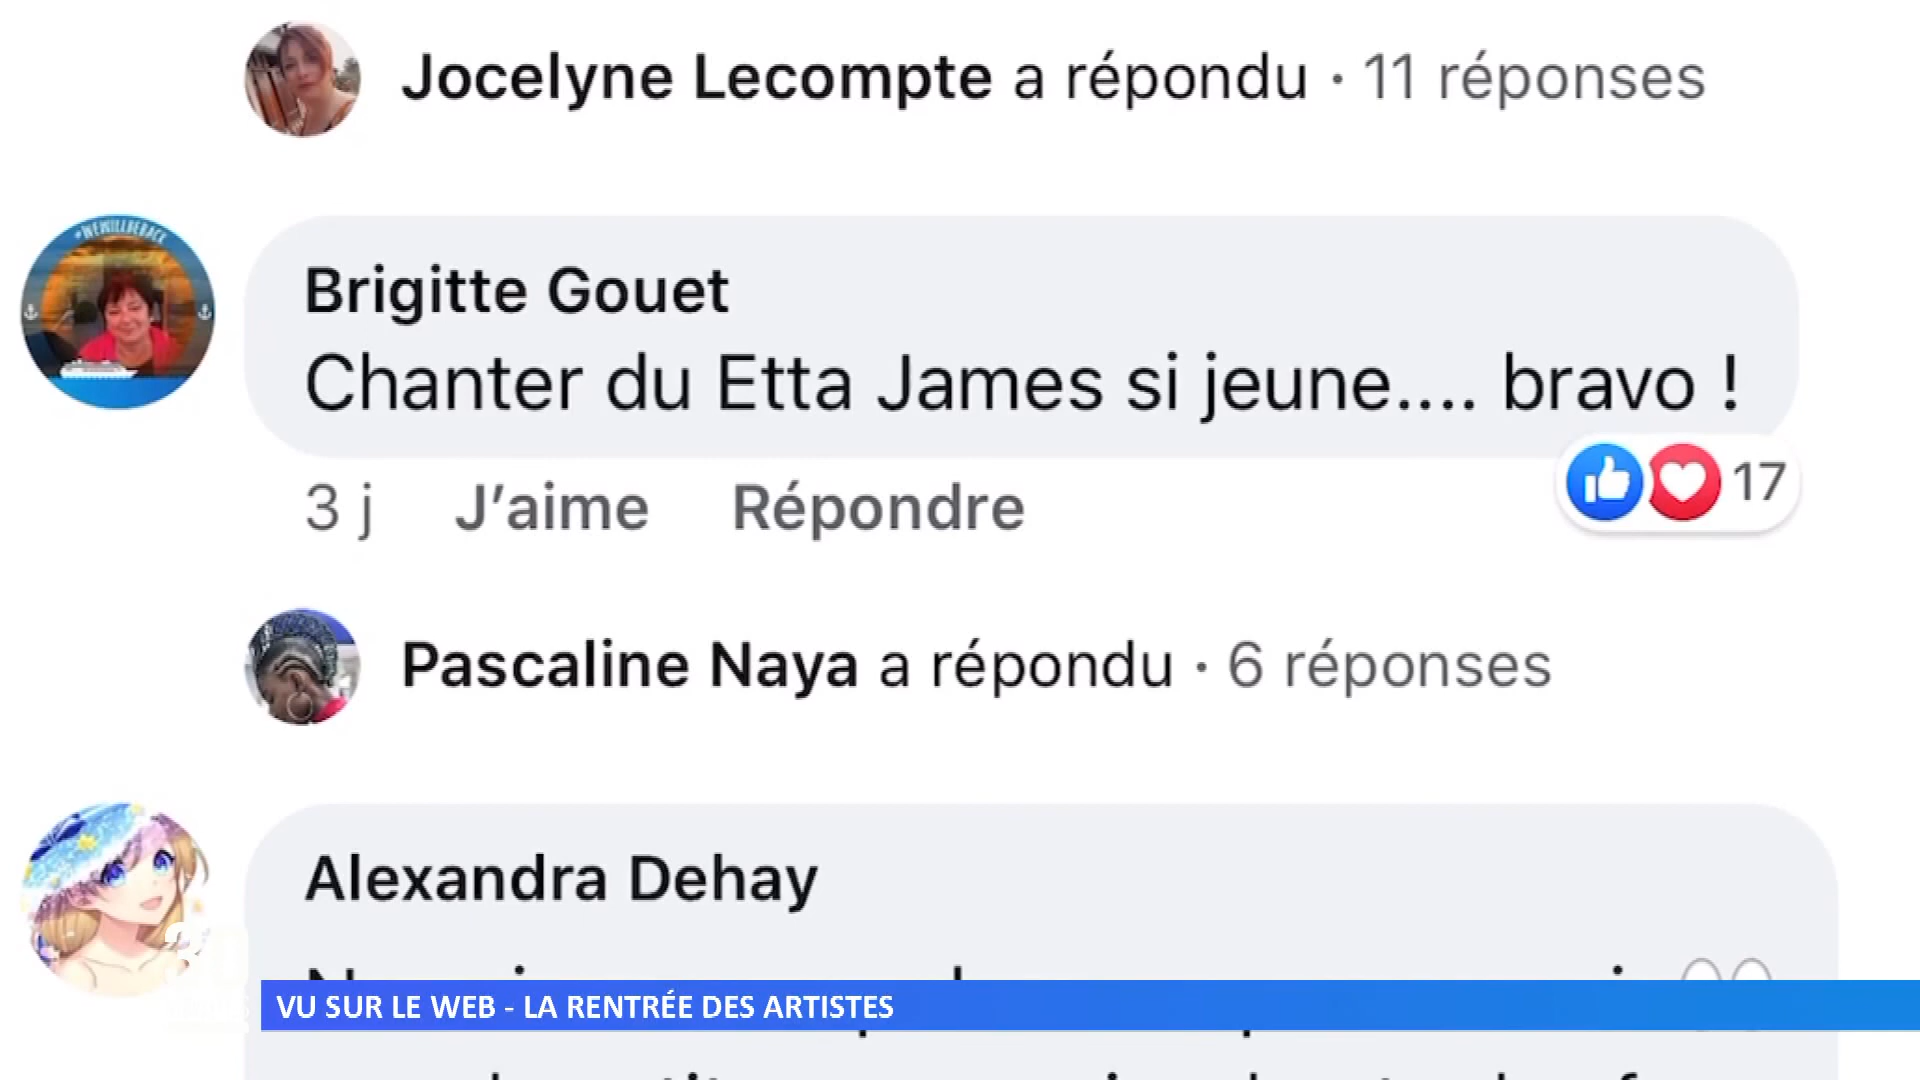 Jocelyne Lecompte a répondu · 11 réponses
#WEWILLBEBACK
Brigitte Gouet
Chanter du Etta James si jeune.... bravo !
3 j J'aime Répondre
17
Pascaline Naya a répondu · 6 réponses
Alexandra Dehay
VU SUR LE WEB - LA RENTRÉE DES ARTISTES